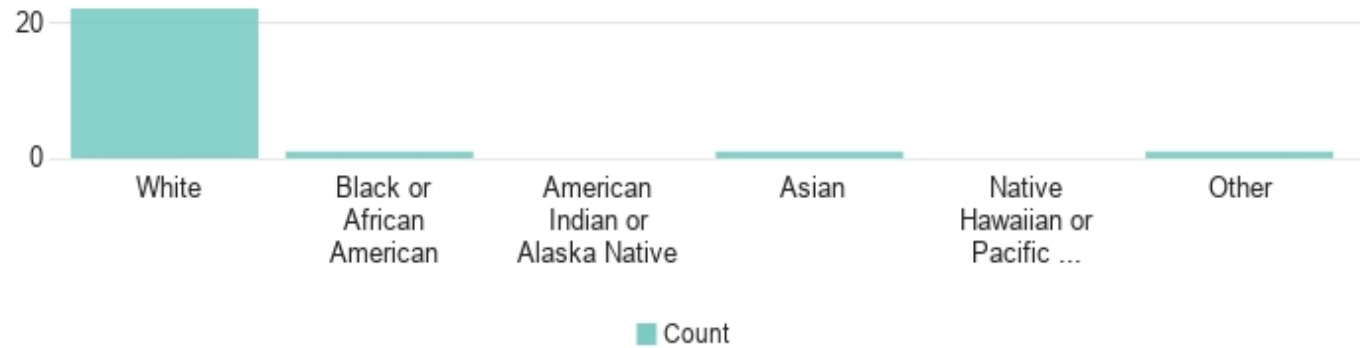 20
0
White
Black or
African
American
American
Indian or
Alaska Native
Asian
Native
Hawaiian or
Pacific ...
Other
Count